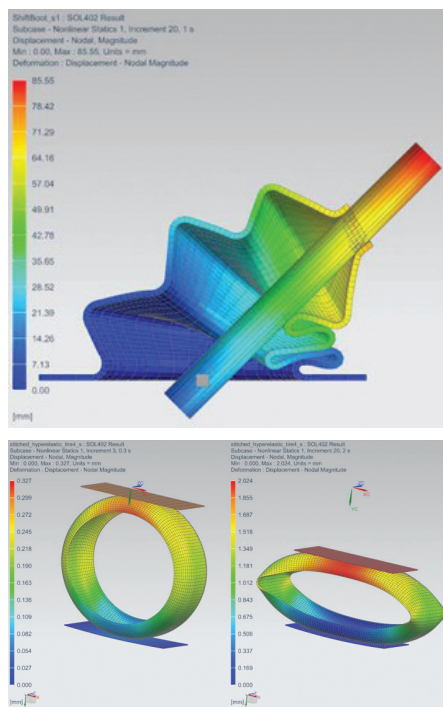 ShiftBoot_s1 : SOL402 Result
Subcase - Nonlinear Statics 1, Increment 20, 1 s
Displacement - Nodal, Magnitude
Min : 0.00, Max : 85.55, Units = mm
Deformation : Displacement - Nodal Magnitude
85.55
78.42
71.29
64.16
57.04
49.91
42.78
35.65
28.52
21.39
14.26
7.13
0.00
[mm]
stitched_hyperelastic_tire4_s : SOL402 Result
Subcase - Nonlinear Statics 1, Increment 3, 0.3 s
Displacement - Nodal, Magnitude
Min : 0.000, Max : 0.327, Units = mm
Deformation : Displacement - Nodal Magnitude
0.327
0.299
0.272
0.245
0.218
0.190
0.163
0.136
0.109
0.082
0.054
0.027
0.000
[mm]
stitched_hyperelastic_tire4_s : SOL402 Result
Subcase - Nonlinear Statics 1, Increment 20, 2 s
Displacement - Nodal, Magnitude
Min : 0.000, Max : 2.024, Units = mm
Deformation : Displacement - Nodal Magnitude
2.024
1.855
1.687
1.518
1.349
1.181
1.012
0.843
0.675
0.506
0.337
0.169
0.000
[mm]
YC